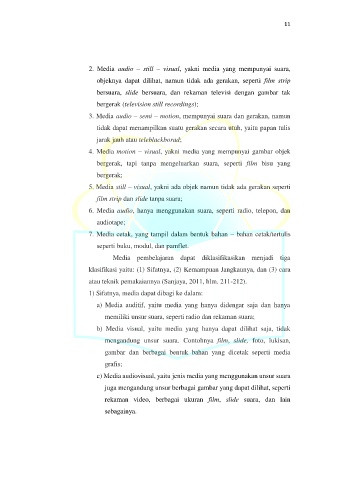 11
2. Media audio – still – visual, yakni media yang mempunyai suara,
objeknya dapat dilihat, namun tidak ada gerakan, seperti film strip
bersuara, slide bersuara, dan rekaman televisi dengan gambar tak
bergerak (television still recordings);
3. Media audio – semi – motion, mempunyai suara dan gerakan, namun
tidak dapat menampilkan suatu gerakan secara utuh, yaitu papan tulis
jarak jauh atau teleblackborad;
4. Media motion – visual, yakni media yang mempunyai gambar objek
bergerak, tapi tanpa mengeluarkan suara, seperti film bisu yang
bergerak;
5. Media still – visual, yakni ada objek namun tidak ada gerakan seperti
film strip dan slide tanpa suara;
6. Media audio, hanya menggunakan suara, seperti radio, telepon, dan
audiotape;
7. Media cetak, yang tampil dalam bentuk bahan – bahan cetak/tertulis
seperti buku, modul, dan pamflet.
Media pembelajaran dapat diklasifikasikan menjadi tiga
klasifikasi yaitu: (1) Sifatnya, (2) Kemampuan Jangkaunya, dan (3) cara
atau teknik pemakaiannya (Sanjaya, 2011, hlm. 211-212).
1) Sifatnya, media dapat dibagi ke dalam:
a) Media auditif, yaitu media yang hanya didengar saja dan hanya
memiliki unsur suara, seperti radio dan rekaman suara;
b) Media visual, yaitu media yang hanya dapat dilihat saja, tidak
mengandung unsur suara. Contohnya film, slide, foto, lukisan,
gambar dan berbagai bentuk bahan yang dicetak seperti media
grafis;
c) Media audiovisual, yaitu jenis media yang menggunakan unsur suara
juga mengandung unsur berbagai gambar yang dapat dilihat, seperti
rekaman video, berbagai ukuran film, slide suara, dan lain
sebagainya.